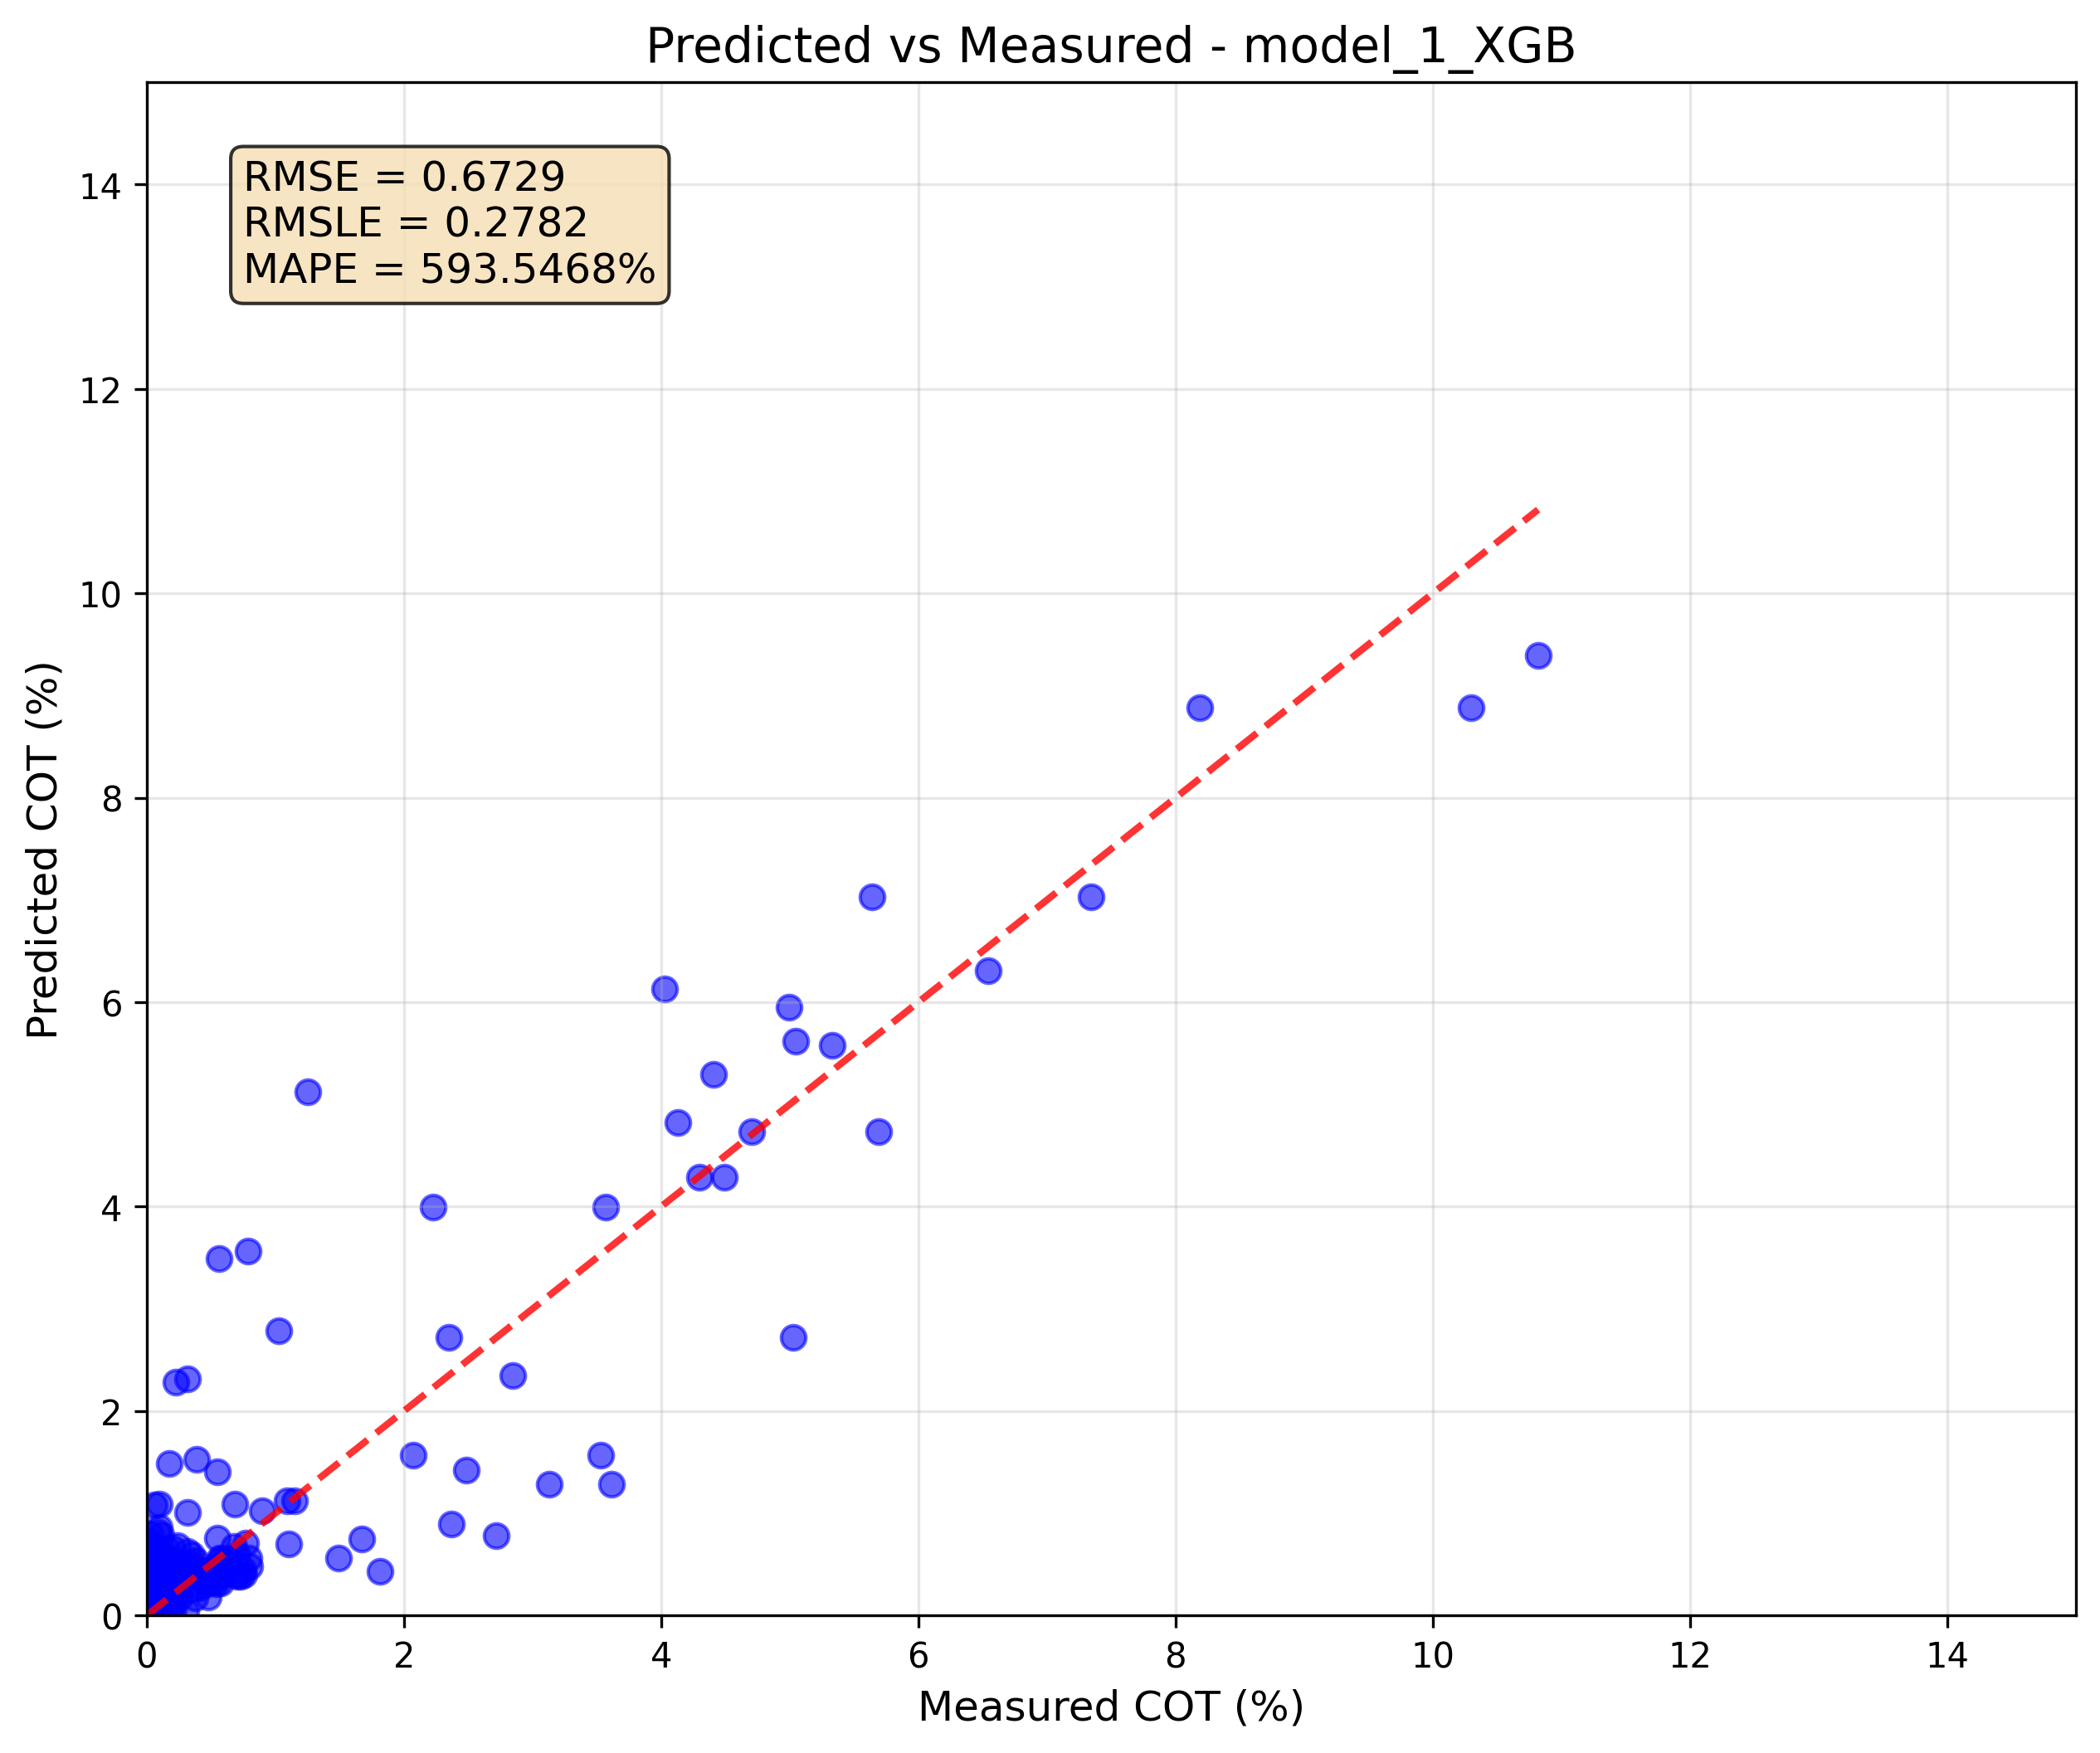 Predicted vs Measured - model_1_XGB
RMSE = 0.6729
RMSLE = 0.2782
MAPE = 593.5468%
Predicted COT (%)
14
12
10
8
6
4
2
0
0 2 4 6 8 10 12 14
Measured COT (%)